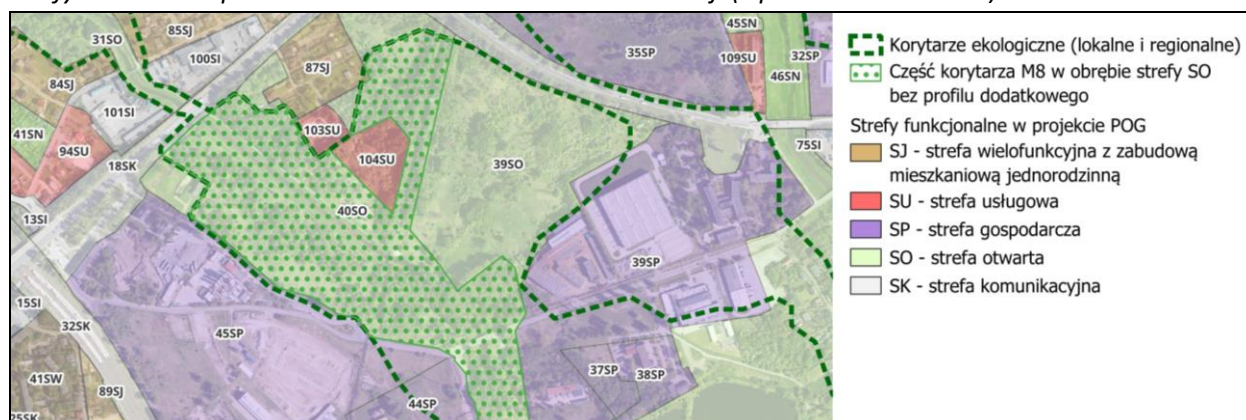 31SO
85SJ
100SI
87SJ
84SJ
101SI
41SN
94SU
18SK
103SU
104SU
40SO
39SO
35SP
45SN
109SU
46SN
32SP
75SI
13SI
15SI
32SK
45SP
39SP
41SW
89SJ
25SK
44SP
37SP
38SP
Korytarze ekologiczne (lokalne i regionalne)
Część korytarza M8 w obrębie strefy SO
bez profilu dodatkowego
Strefy funkcjonalne w projekcie POG
SJ - strefa wielofunkcyjna z zabudową
mieszkaniową jednorodzinną
SU - strefa usługowa
SP - strefa gospodarcza
SO - strefa otwarta
SK - strefa komunikacyjna